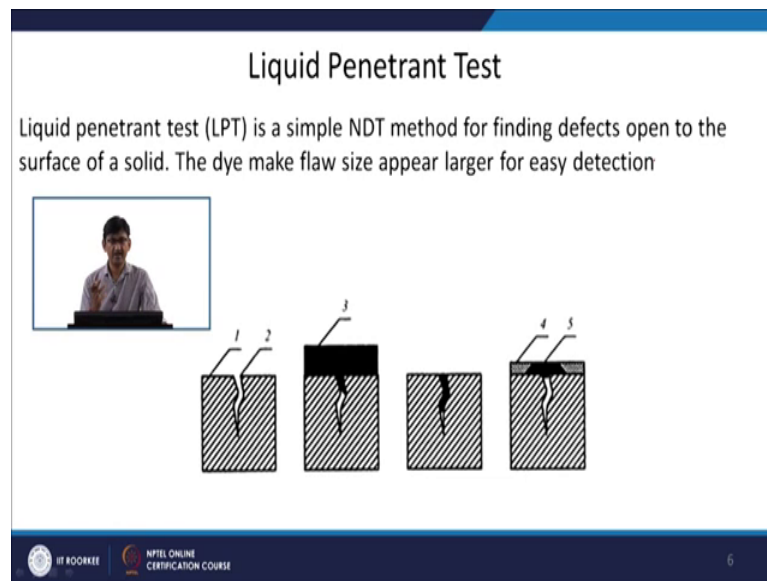 Liquid Penetrant Test
Liquid penetrant test (LPT) is a simple NDT method for finding defects open to the
surface of a solid. The dye make flaw size appear larger for easy detection
1 2 3 4 5
IIT ROORKEE
NPTEL ONLINE
CERTIFICATION COURSE
6